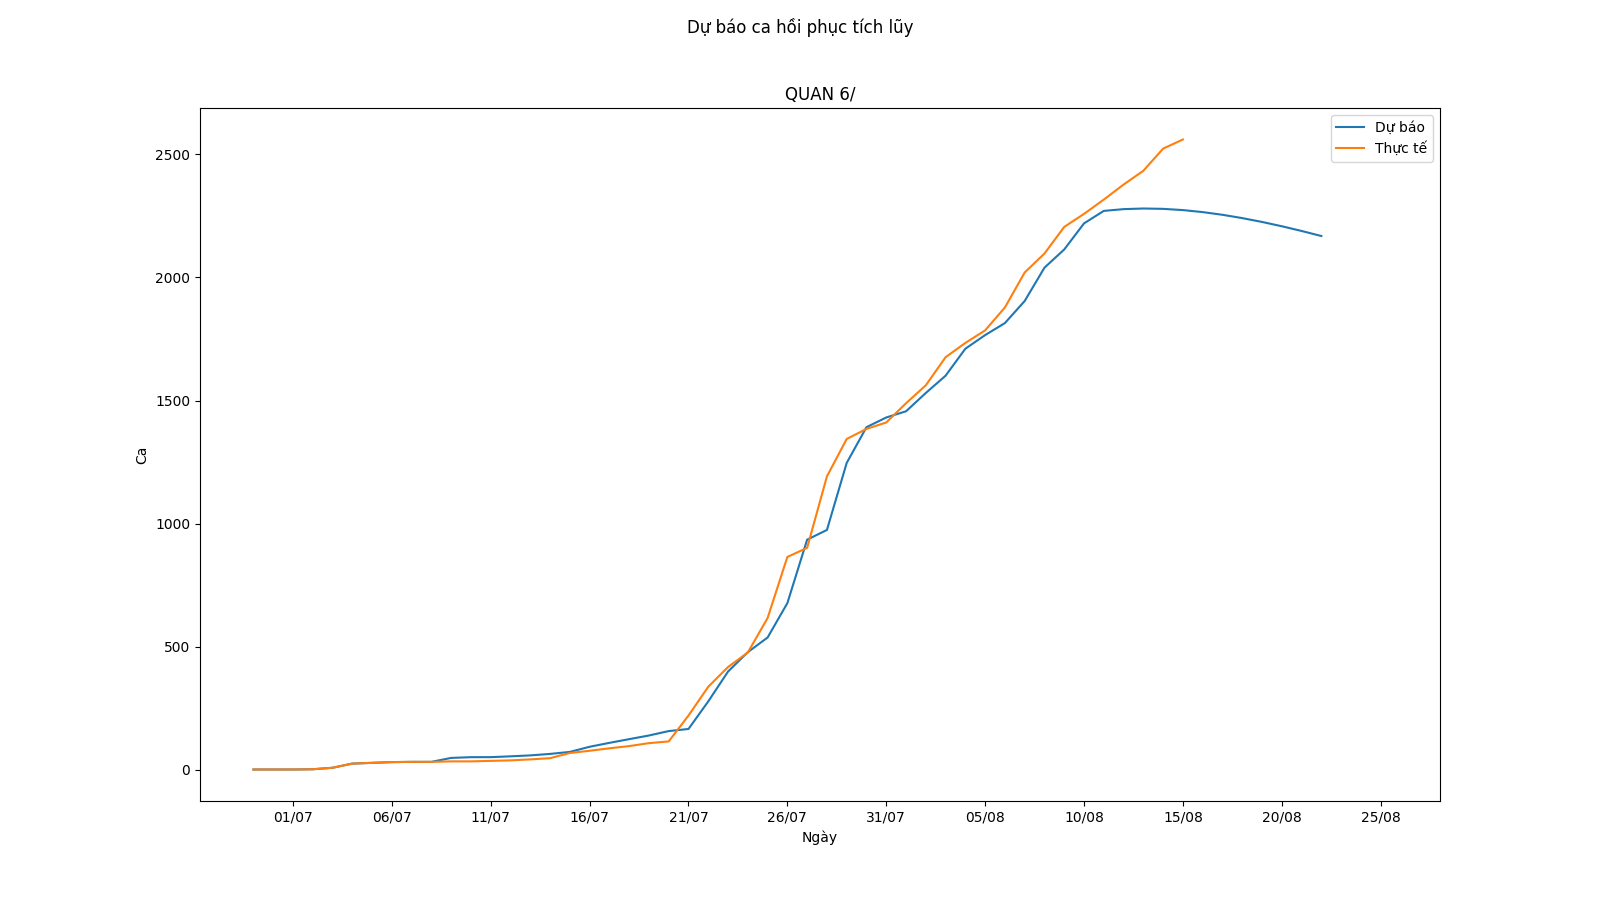 Dự báo ca hồi phục tích lũy
QUAN 6/
Dự báo
Thực tế
2500
2000
1500
1000
500
0
Ca
01/07 06/07 11/07 16/07 21/07 26/07 31/07 05/08 10/08 15/08 20/08 25/08
Ngày